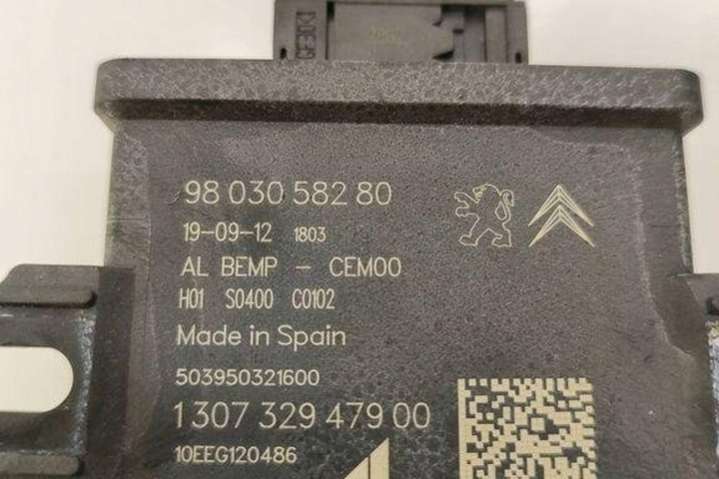 98 030 582 80
19-09-12 1803
AL BEMP - CEM00
H01 S0400 C0102
Made in Spain
503950321600
1 307 329 479 00
10EEG120486